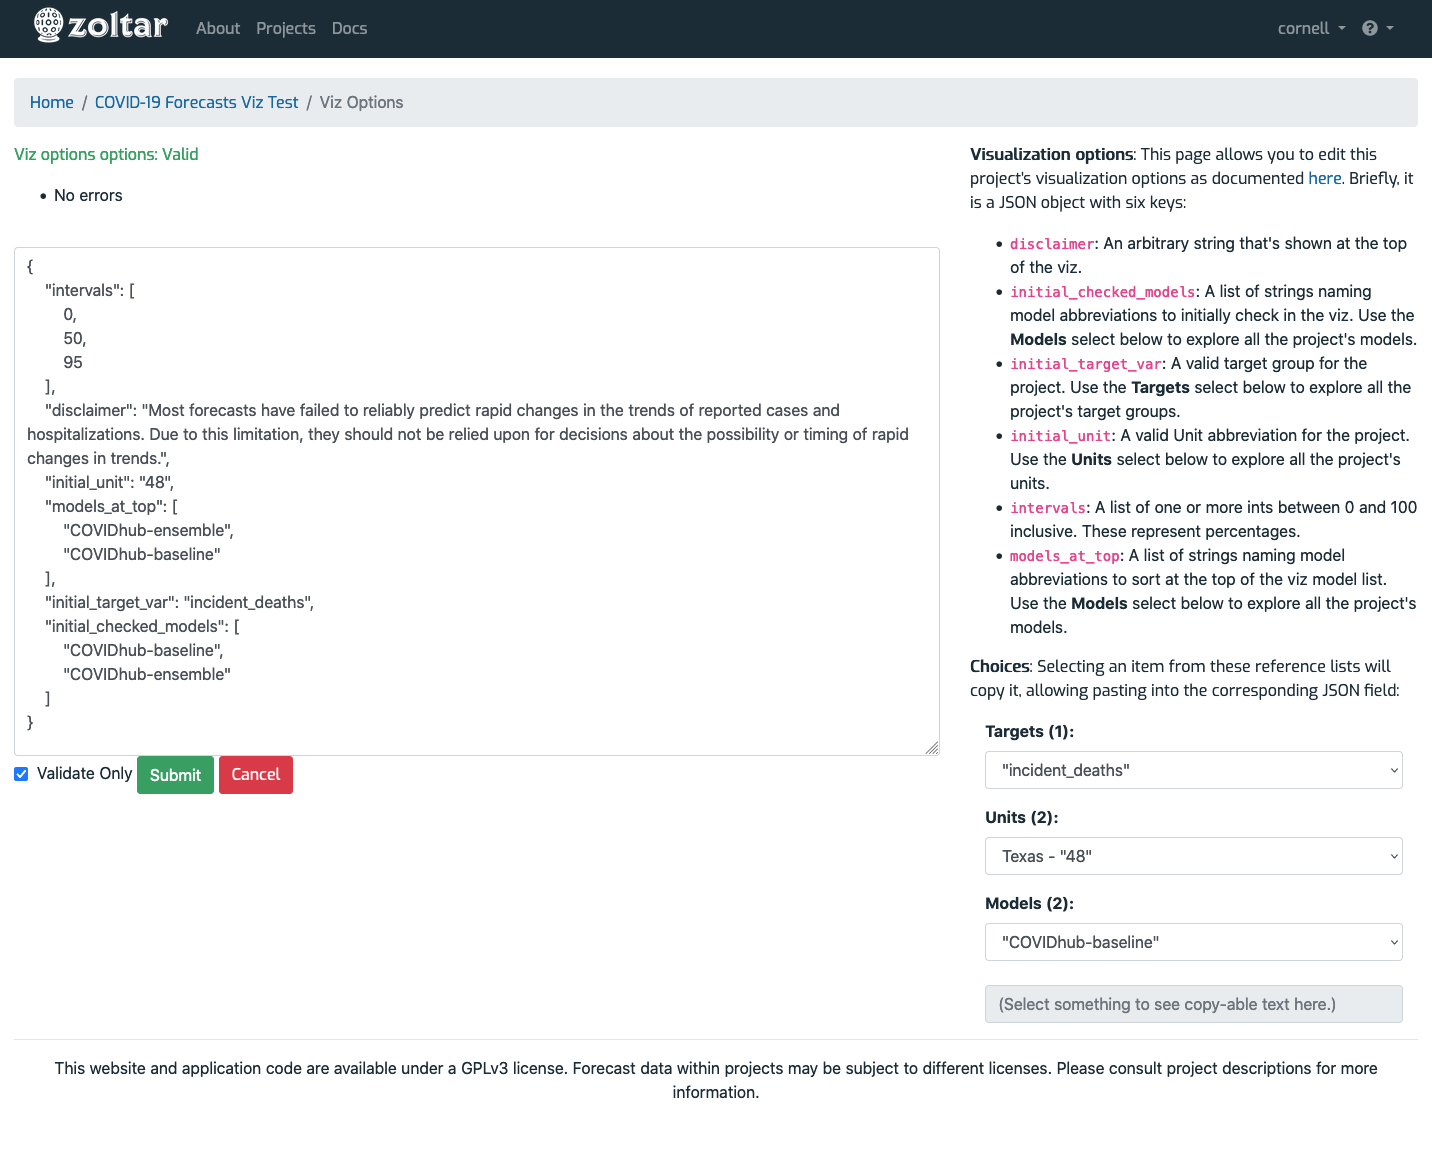 zoltar About Projects Docs cornell
Home / COVID-19 Forecasts Viz Test / Viz Options
Viz options options: Valid
• No errors
{
"intervals": [
0,
50,
95
],
"disclaimer": "Most forecasts have failed to reliably predict rapid changes in the trends of reported cases and
hospitalizations. Due to this limitation, they should not be relied upon for decisions about the possibility or timing of rapid
changes in trends.",
"initial_unit": "48",
"models_at_top": [
"COVIDhub-ensemble",
"COVIDhub-baseline"
],
"initial_target_var": "incident_deaths",
"initial_checked_models": [
"COVIDhub-baseline",
"COVIDhub-ensemble"
]
}
Validate Only Submit Cancel
Visualization options: This page allows you to edit this
project's visualization options as documented here. Briefly, it
is a JSON object with six keys:
• disclaimer: An arbitrary string that's shown at the top
of the viz.
• initial_checked_models: A list of strings naming
model abbreviations to initially check in the viz. Use the
Models select below to explore all the project's models.
• initial_target_var: A valid target group for the
project. Use the Targets select below to explore all the
project's target groups.
• initial_unit: A valid Unit abbreviation for the project.
Use the Units select below to explore all the project's
units.
• intervals: A list of one or more ints between 0 and 100
inclusive. These represent percentages.
• models_at_top: A list of strings naming model
abbreviations to sort at the top of the viz model list.
Use the Models select below to explore all the project's
models.
Choices: Selecting an item from these reference lists will
copy it, allowing pasting into the corresponding JSON field:
Targets (1):
"incident_deaths"
Units (2):
Texas - "48"
Models (2):
"COVIDhub-baseline"
(Select something to see copy-able text here.)
This website and application code are available under a GPLv3 license. Forecast data within projects may be subject to different licenses. Please consult project descriptions for more
information.